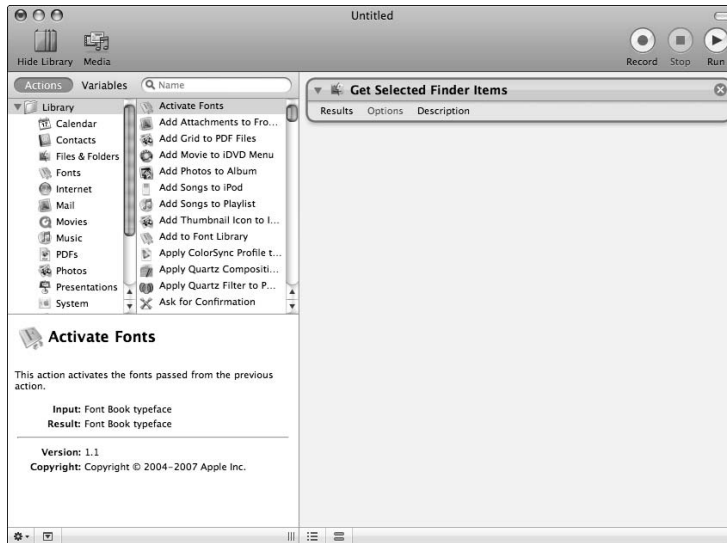 Untitled
Hide Library
Media
Record
Stop
Run
Actions
Variables
Name
Library
Calendar
Contacts
Files & Folders
Fonts
Internet
Mail
Movies
Music
PDFs
Photos
Presentations
System
Activate Fonts
Add Attachments to Fro...
Add Grid to PDF Files
Add Movie to iDVD Menu
Add Photos to Album
Add Songs to iPod
Add Songs to Playlist
Add Thumbnail Icon to I...
Add to Font Library
Apply ColorSync Profile t...
Apply Quartz Compositi...
Apply Quartz Filter to P...
Ask for Confirmation
Get Selected Finder Items
Results Options Description
Activate Fonts
This action activates the fonts passed from the previous
action.
Input: Font Book typeface
Result: Font Book typeface
Version: 1.1
Copyright: Copyright © 2004–2007 Apple Inc.